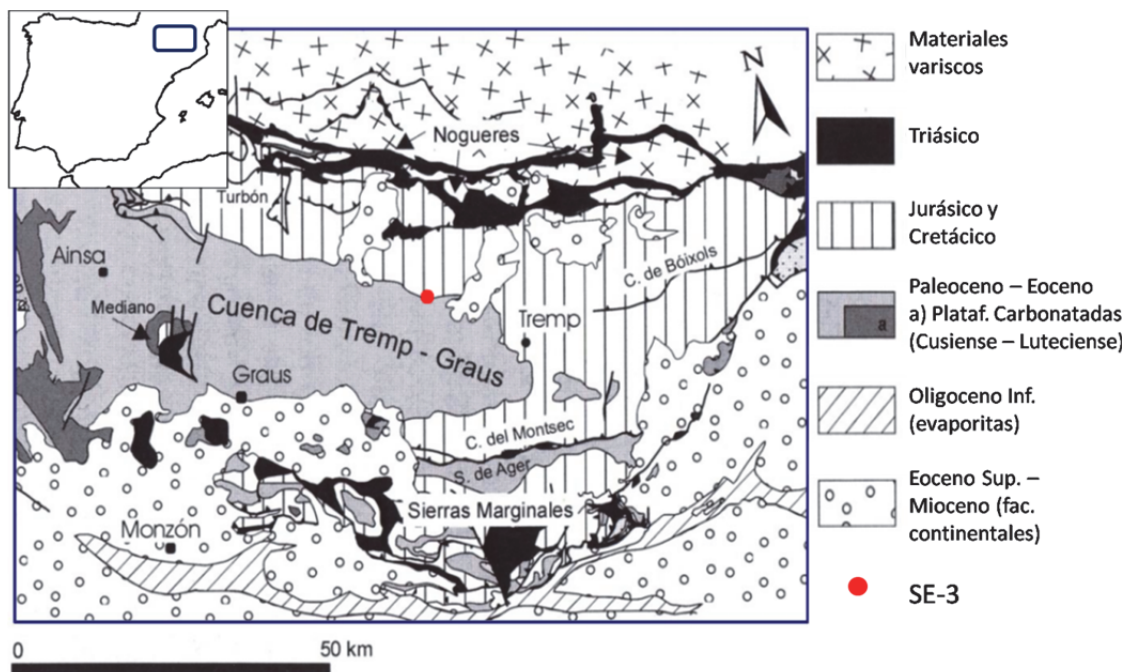 N
Nogueres
Turbón
Ainsa
C. de Bóixols
Mediano
Cuenca de Tremp - Graus
Tremp
Graus
C. del Montsec
S. de Ager
Sierras Marginales
Monzón
0
50 km
Materiales
variscos
Triásico
Jurásico y
Cretácico
Paleoceno – Eoceno
a) Plataf. Carbonatadas
(Cusiense – Luteciense)
a
Oligoceno Inf.
(evaporitas)
Eoceno Sup. –
Mioceno (fac.
continentales)
SE-3